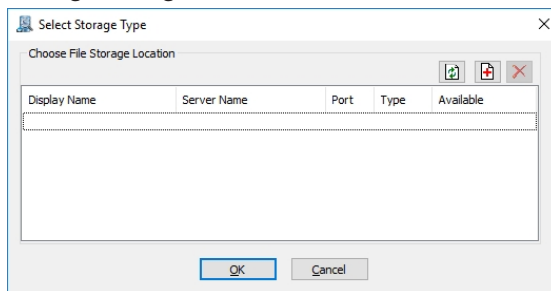 Select Storage Type
Choose File Storage Location
Display Name Server Name Port Type Available
OK Cancel